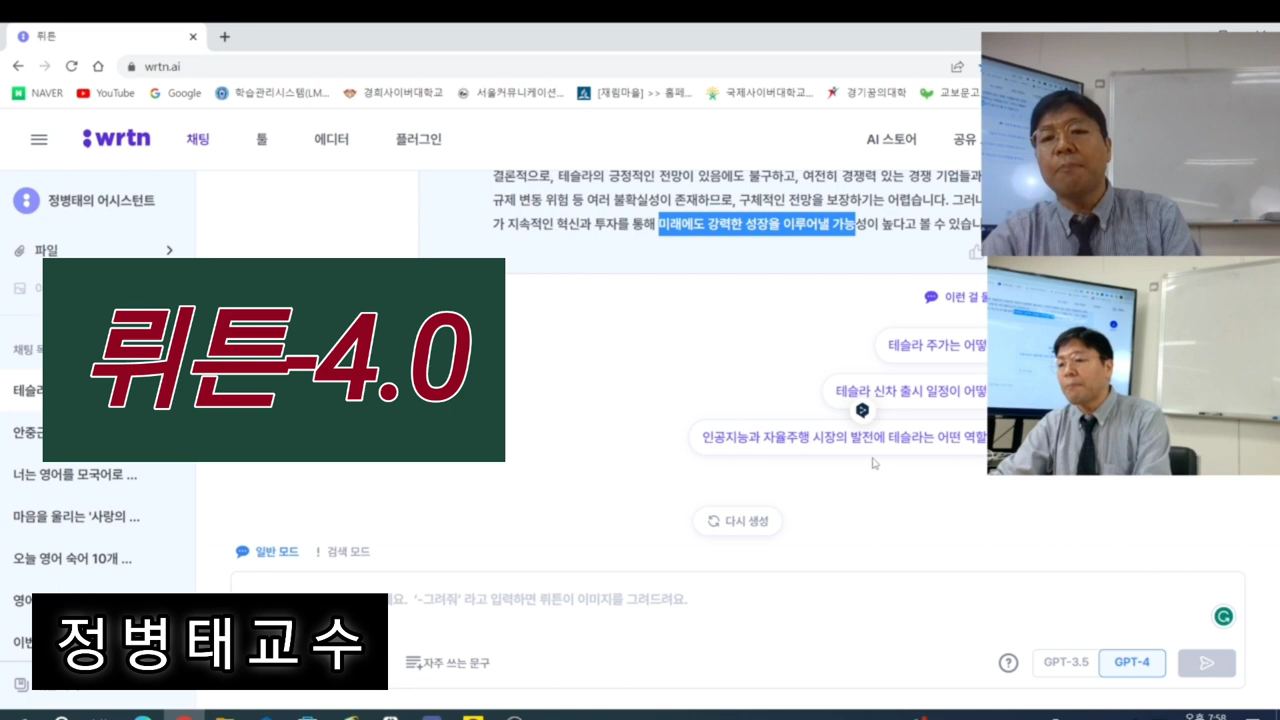 뤼튼
wrtn.ai
NAVER YouTube Google 학습관리시스템(LM... 경희사이버대학교 서울커뮤니케이션... [재림마을] >> 홈페... 국제사이버대학교... 경기꿈의대학 교보문고
wrtn 채팅 툴 에디터 플러그인 AI 스토어 공유
정병태의 어시스턴트
파일
결론적으로, 테슬라의 긍정적인 전망이 있음에도 불구하고, 여전히 경쟁력 있는 경쟁 기업들과
규제 변동 위험 등 여러 불확실성이 존재하므로, 구체적인 전망을 보장하기는 어렵습니다. 그러나
가 지속적인 혁신과 투자를 통해 미래에도 강력한 성장을 이루어낼 가능성이 높다고 볼 수 있습니
이런 걸
테슬라 주가는 어떻
테슬라 신차 출시 일정이 어떻
인공지능과 자율주행 시장의 발전에 테슬라는 어떤 역할
뤼튼-4.0
채팅
테슬라
안중근
너는 영어를 모국어로 ...
마음을 울리는 '사랑의 ...
오늘 영어 숙어 10개 ...
영어
이번
다시 생성
일반 모드 검색 모드
요. '~그려줘' 라고 입력하면 뤼튼이 이미지를 그려드려요.
정병태교수
자주 쓰는 문구
GPT-3.5 GPT-4
오후 7:58